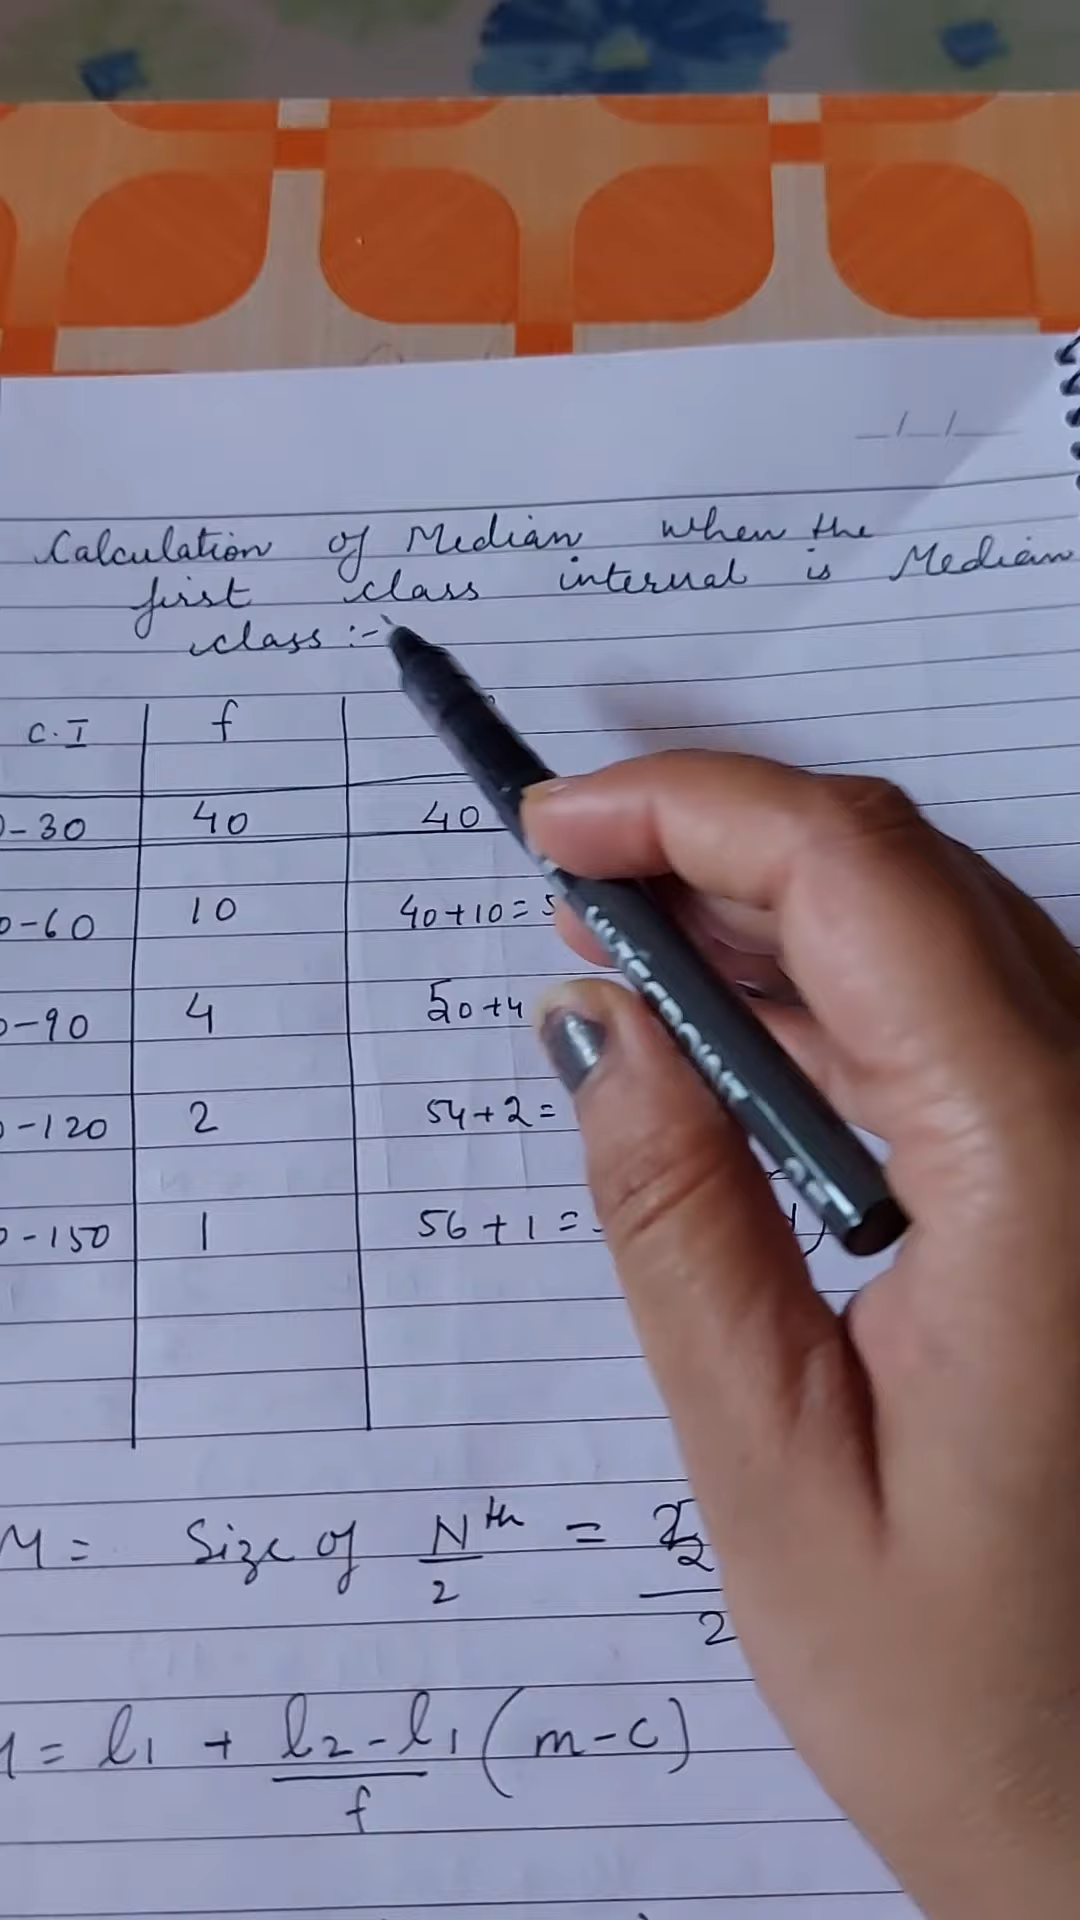 _/_/_
Calculation of Median when the
first class interval is Median
class :-
C.I f
-30 40 40
-60 10 40+10=
-90 4 50+4
-120 2 54+2=
-150 1 56+1=
M = Size of N/2 th = /2
= l1 + l2-l1/f (m-c)